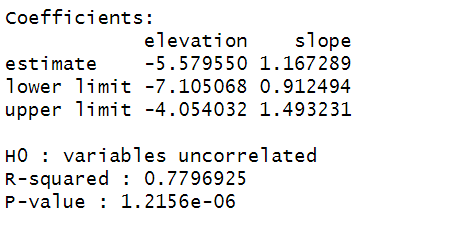 Coefficients:
            elevation    slope
estimate    -5.579550 1.167289
lower limit -7.105068 0.912494
upper limit -4.054032 1.493231

H0 : variables uncorrelated
R-squared : 0.7796925
P-value : 1.2156e-06